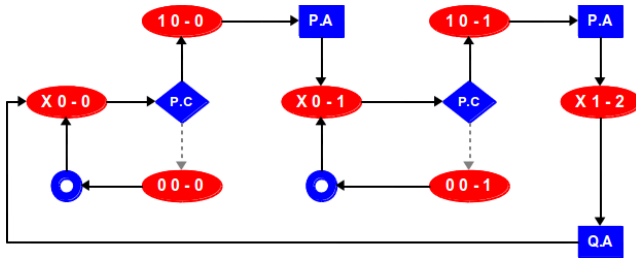 1 0 - 0
P.A
1 0 - 1
P.A
X 0 - 0
P.C
X 0 - 1
P.C
X 1 - 2
0 0 - 0
0 0 - 1
Q.A